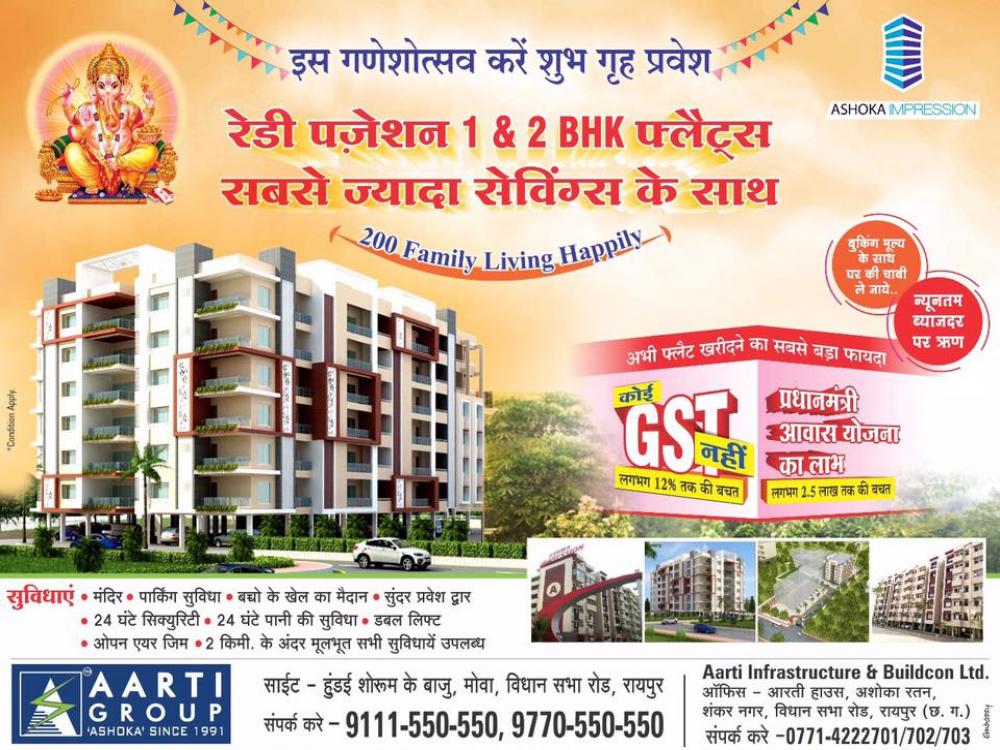 इस गणेशोत्सव करें शुभ गृह प्रवेश
ASHOKA IMPRESSION
रेडी पज़ेशन 1 & 2 BHK फ्लैट्स
सबसे ज्यादा सेविंग्स के साथ
200 Family Living Happily
बुकिंग मूल्य
के साथ
घर की चाबी
ले जाये..
न्यूनतम
ब्याजदर
पर ऋण
अभी फ्लैट खरीदने का सबसे बड़ा फायदा
कोई
GST
नहीं
लगभग 12% तक की बचत
प्रधानमंत्री
आवास योजना
का लाभ
लगभग 2.5 लाख तक की बचत
*Condition Apply.
सुविधाएं • मंदिर • पार्किंग सुविधा • बच्चो के खेल का मैदान • सुंदर प्रवेश द्वार
• 24 घंटे सिक्युरिटी • 24 घंटे पानी की सुविधा • डबल लिफ्ट
• ओपन एयर जिम • 2 किमी. के अंदर मूलभूत सभी सुविधायें उपलब्ध
A
AARTI
GROUP
'ASHOKA' SINCE 1991
साईट – हुंडई शोरूम के बाजु, मोवा, विधान सभा रोड, रायपुर
संपर्क करे – 9111-550-550, 9770-550-550
Aarti Infrastructure & Buildcon Ltd.
ऑफिस – आरती हाउस, अशोका रतन,
शंकर नगर, विधान सभा रोड, रायपुर (छ. ग.)
संपर्क करे –0771-4222701/702/703